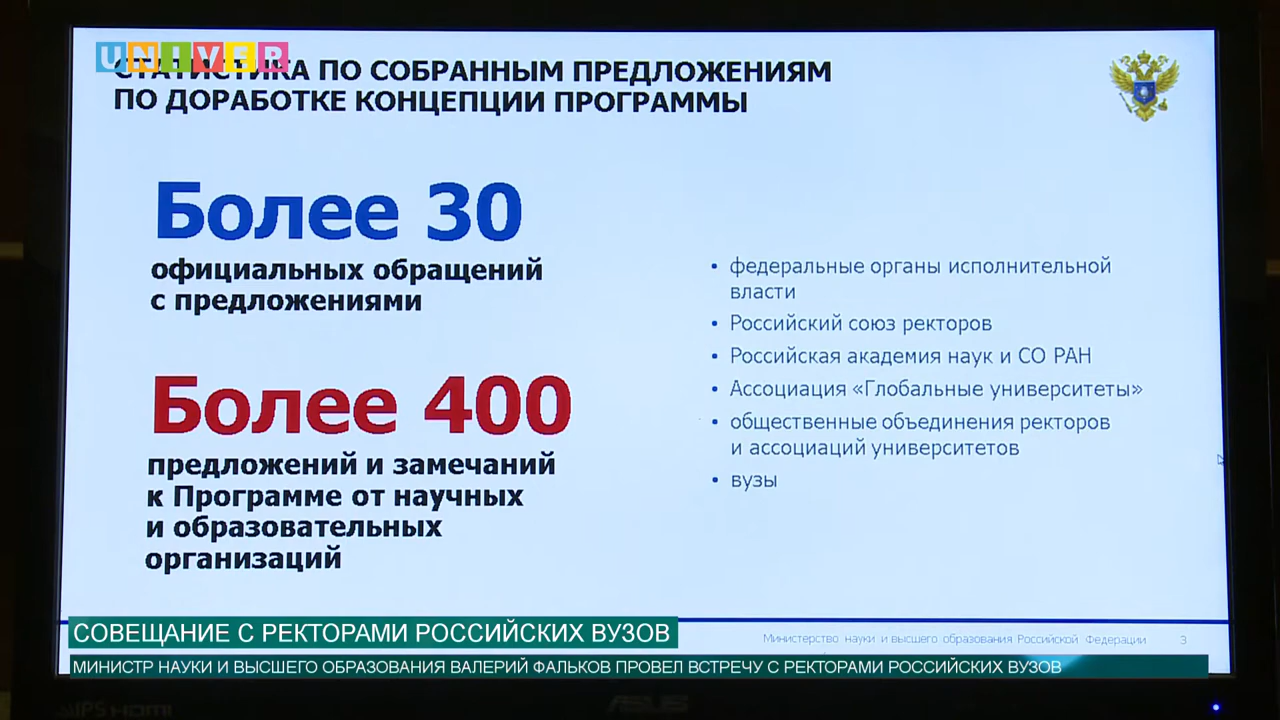 UNIVER
СТАТИСТИКА ПО СОБРАННЫМ ПРЕДЛОЖЕНИЯМ
ПО ДОРАБОТКЕ КОНЦЕПЦИИ ПРОГРАММЫ
Более 30
официальных обращений
с предложениями
Более 400
предложений и замечаний
к Программе от научных
и образовательных
организаций
• федеральные органы исполнительной
власти
• Российский союз ректоров
• Российская академия наук и СО РАН
• Ассоциация «Глобальные университеты»
• общественные объединения ректоров
и ассоциаций университетов
• вузы
Министерство науки и высшего образования Российской Федерации 3
СОВЕЩАНИЕ С РЕКТОРАМИ РОССИЙСКИХ ВУЗОВ
МИНИСТР НАУКИ И ВЫСШЕГО ОБРАЗОВАНИЯ ВАЛЕРИЙ ФАЛЬКОВ ПРОВЕЛ ВСТРЕЧУ С РЕКТОРАМИ РОССИЙСКИХ ВУЗОВ
IPS HDMI
ASUS